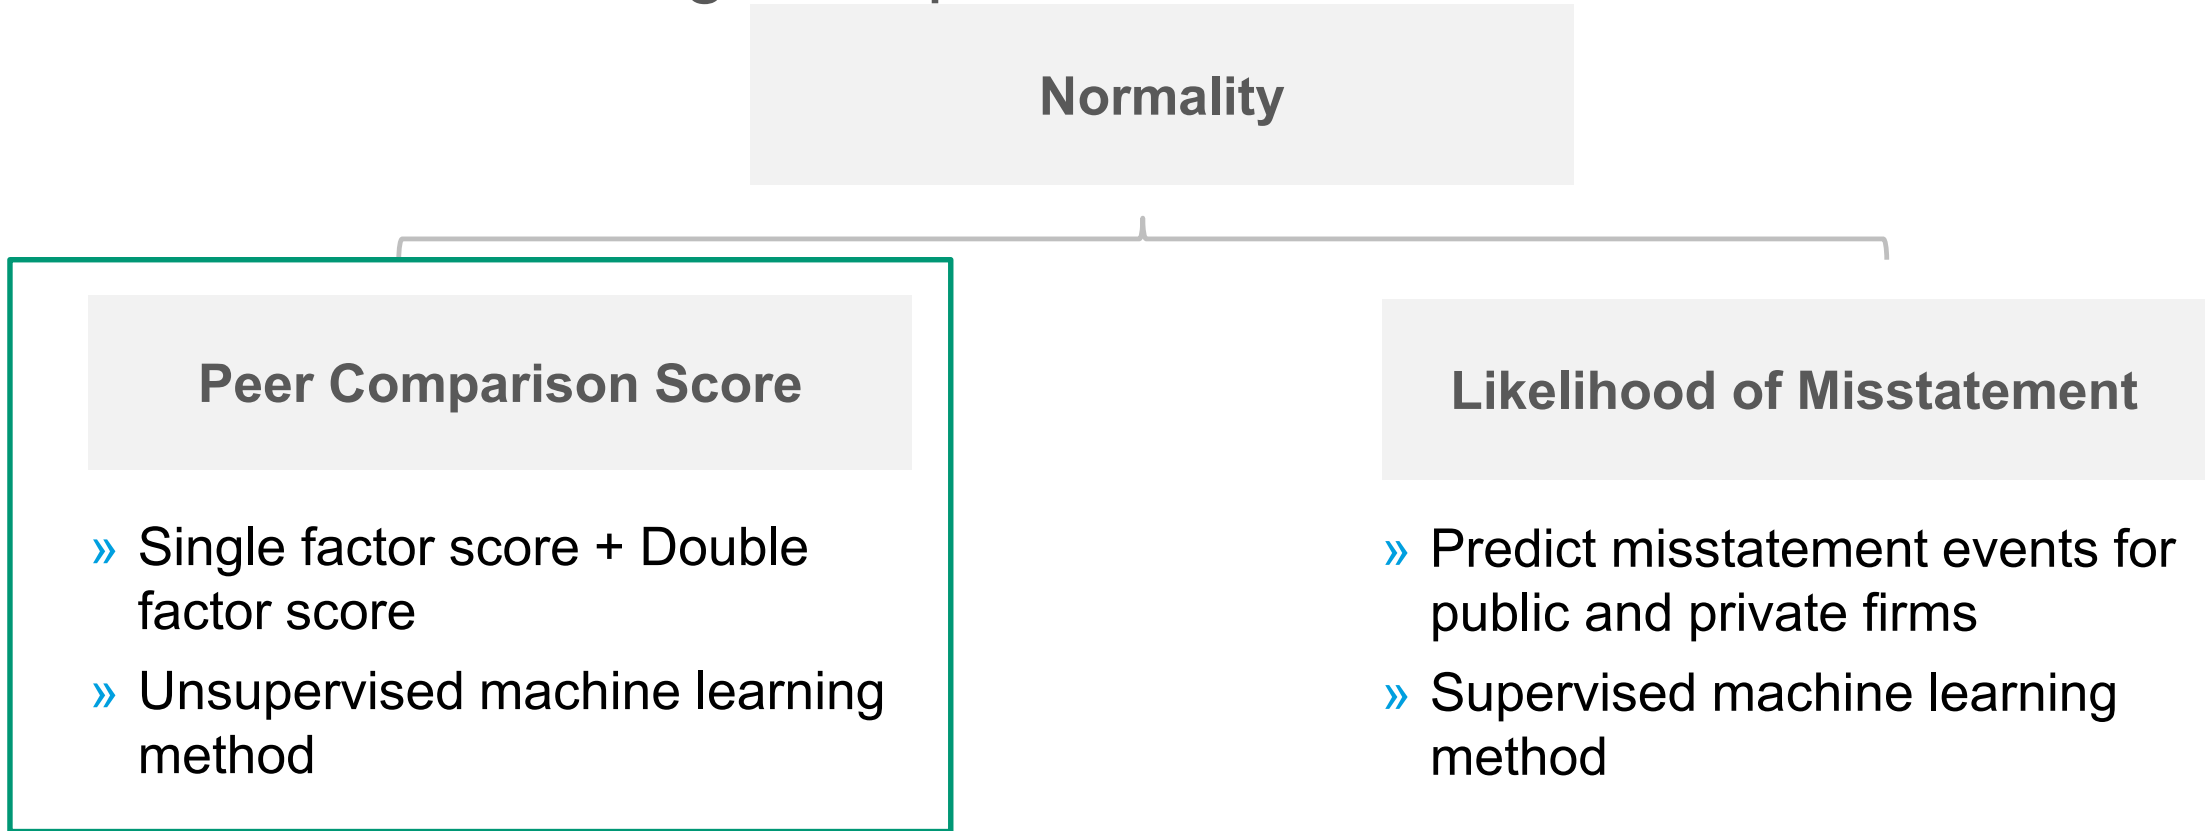 Normality
Peer Comparison Score
» Single factor score + Double
factor score
» Unsupervised machine learning
method
Likelihood of Misstatement
» Predict misstatement events for
public and private firms
» Supervised machine learning
method